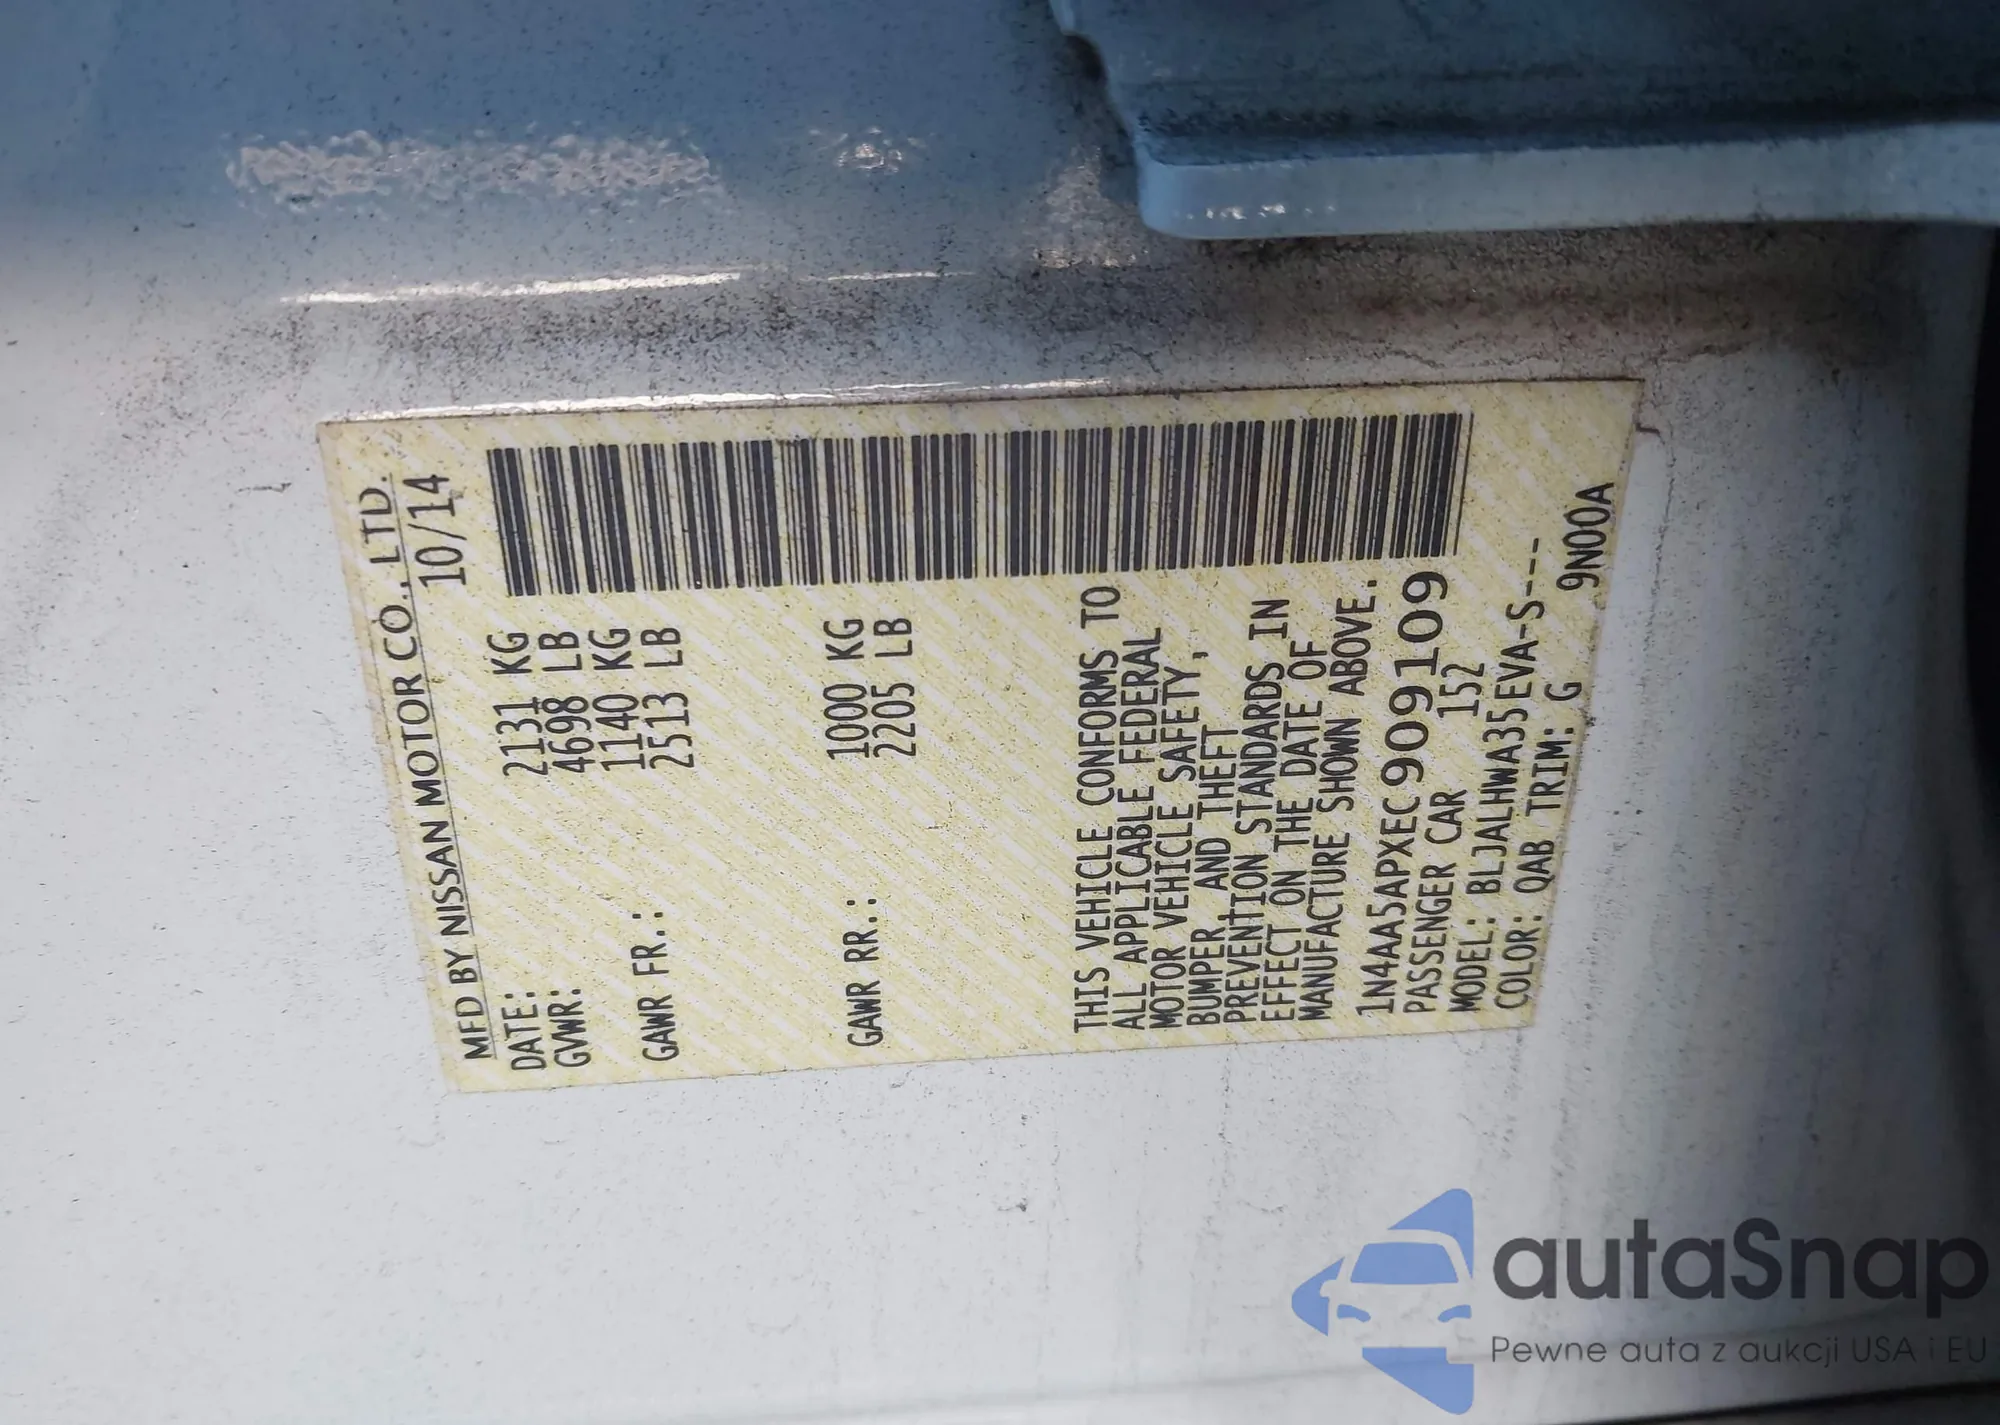 MFD BY NISSAN MOTOR CO., LTD.
DATE: 10/14
GVWR: 2131 KG
4698 LB
1140 KG
GAWR FR.: 2513 LB
1000 KG
GAWR RR.: 2205 LB
THIS VEHICLE CONFORMS TO
ALL APPLICABLE FEDERAL
MOTOR VEHICLE SAFETY,
BUMPER AND THEFT
PREVENTION STANDARDS IN
EFFECT ON THE DATE OF
MANUFACTURE SHOWN ABOVE.
1N4AA5APXEC909109
PASSENGER CAR 152
MODEL: BLJALHWA35EVA-S---
COLOR: QAB TRIM: G 9N00A
autaSnap
Pewne auta z aukcji USA i EU